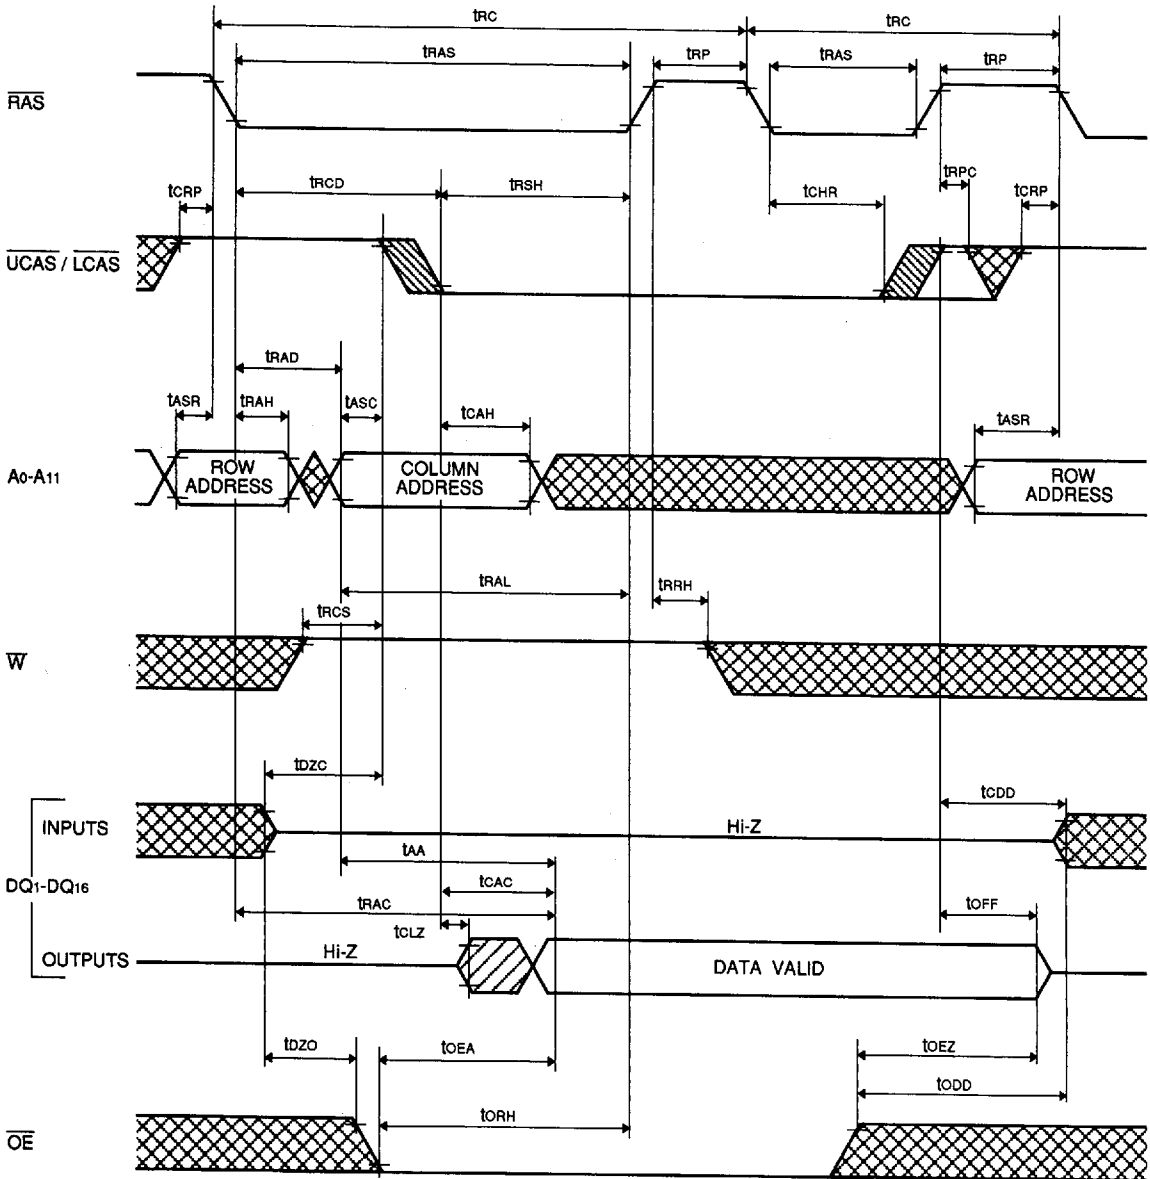 tRC tRC
tRAS tRP tRAS tRP
RAS
tCRP tRCD tRSH tCHR tRPC tCRP
UCAS / LCAS
tRAD
tASR tRAH tASC tCAH tASR
A0-A11 ROW ADDRESS COLUMN ADDRESS ROW ADDRESS
tRAL tRRH
tRCS
W
tDZC tCDD
INPUTS Hi-Z
tAA
DQ1-DQ16 tCAC
tRAC tOFF
tCLZ
OUTPUTS Hi-Z DATA VALID
tDZO tOEA tOEZ
tODD
tORH
OE